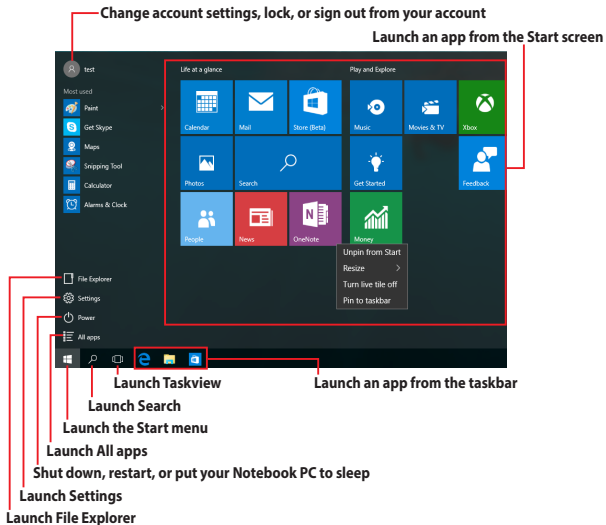 Change account settings, lock, or sign out from your account
Launch an app from the Start screen
test
Most used
Paint
Get Skype
Maps
Snipping Tool
Calculator
Alarms & Clock
File Explorer
Settings
Power
All apps
Life at a glance
Play and Explore
Calendar
Mail
Store (Beta)
Music
Movies & TV
Xbox
Photos
Search
Get Started
Feedback
People
News
OneNote
Money
Unpin from Start
Resize
Turn live tile off
Pin to taskbar
Launch Taskview
Launch an app from the taskbar
Launch Search
Launch the Start menu
Launch All apps
Shut down, restart, or put your Notebook PC to sleep
Launch Settings
Launch File Explorer